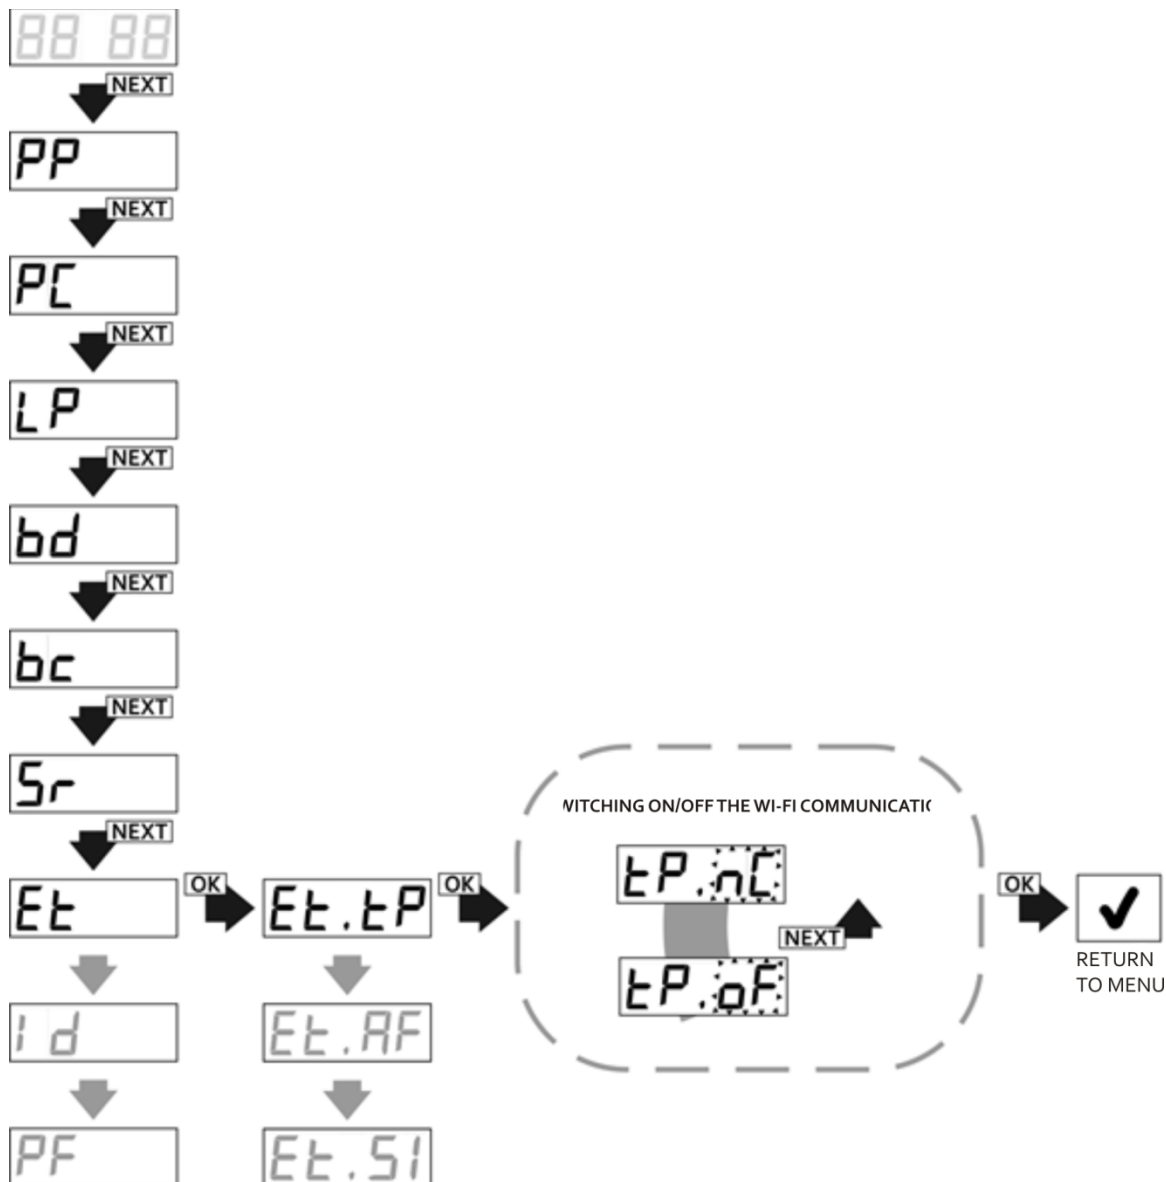 88 88
NEXT
PP
NEXT
PC
NEXT
LP
NEXT
bd
NEXT
bc
NEXT
Sr
NEXT
WITCHING ON/OFF THE WI-FI COMMUNICATIO
tP.nC
Et OK Et.tP OK NEXT OK ✔
RETURN
TO MENU
tP.oF
Id Et.AF
PF Et.SI